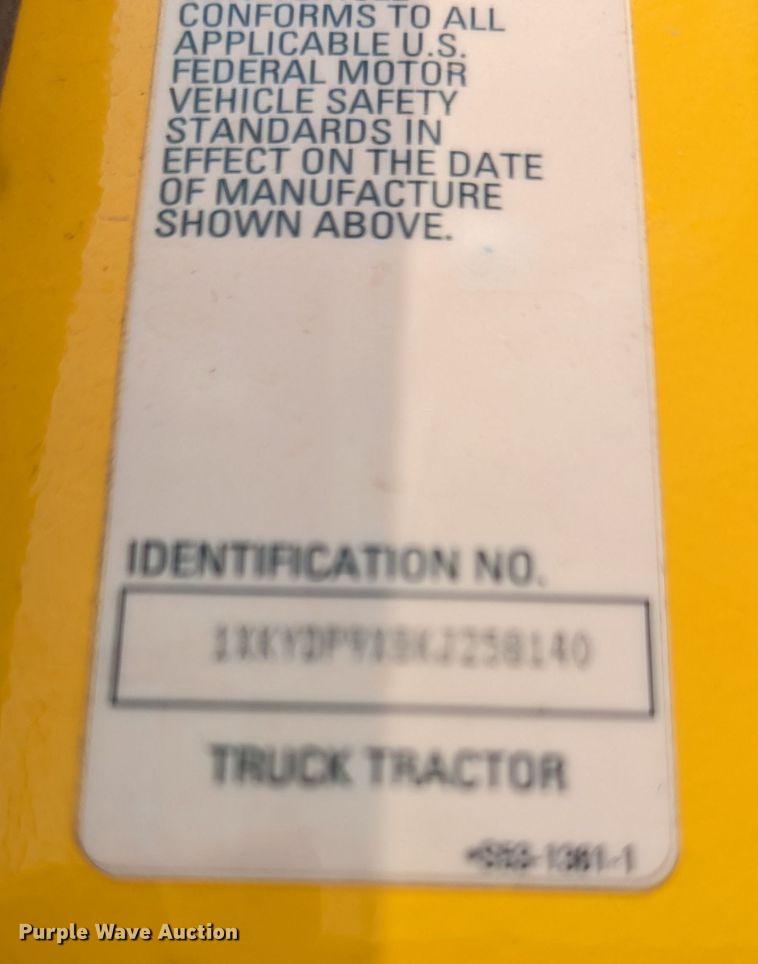 CONFORMS TO ALL
APPLICABLE U.S.
FEDERAL MOTOR
VEHICLE SAFETY
STANDARDS IN
EFFECT ON THE DATE
OF MANUFACTURE
SHOWN ABOVE.
IDENTIFICATION NO.
1XKYDP9X8KJ258140
TRUCK TRACTOR
Purple Wave Auction